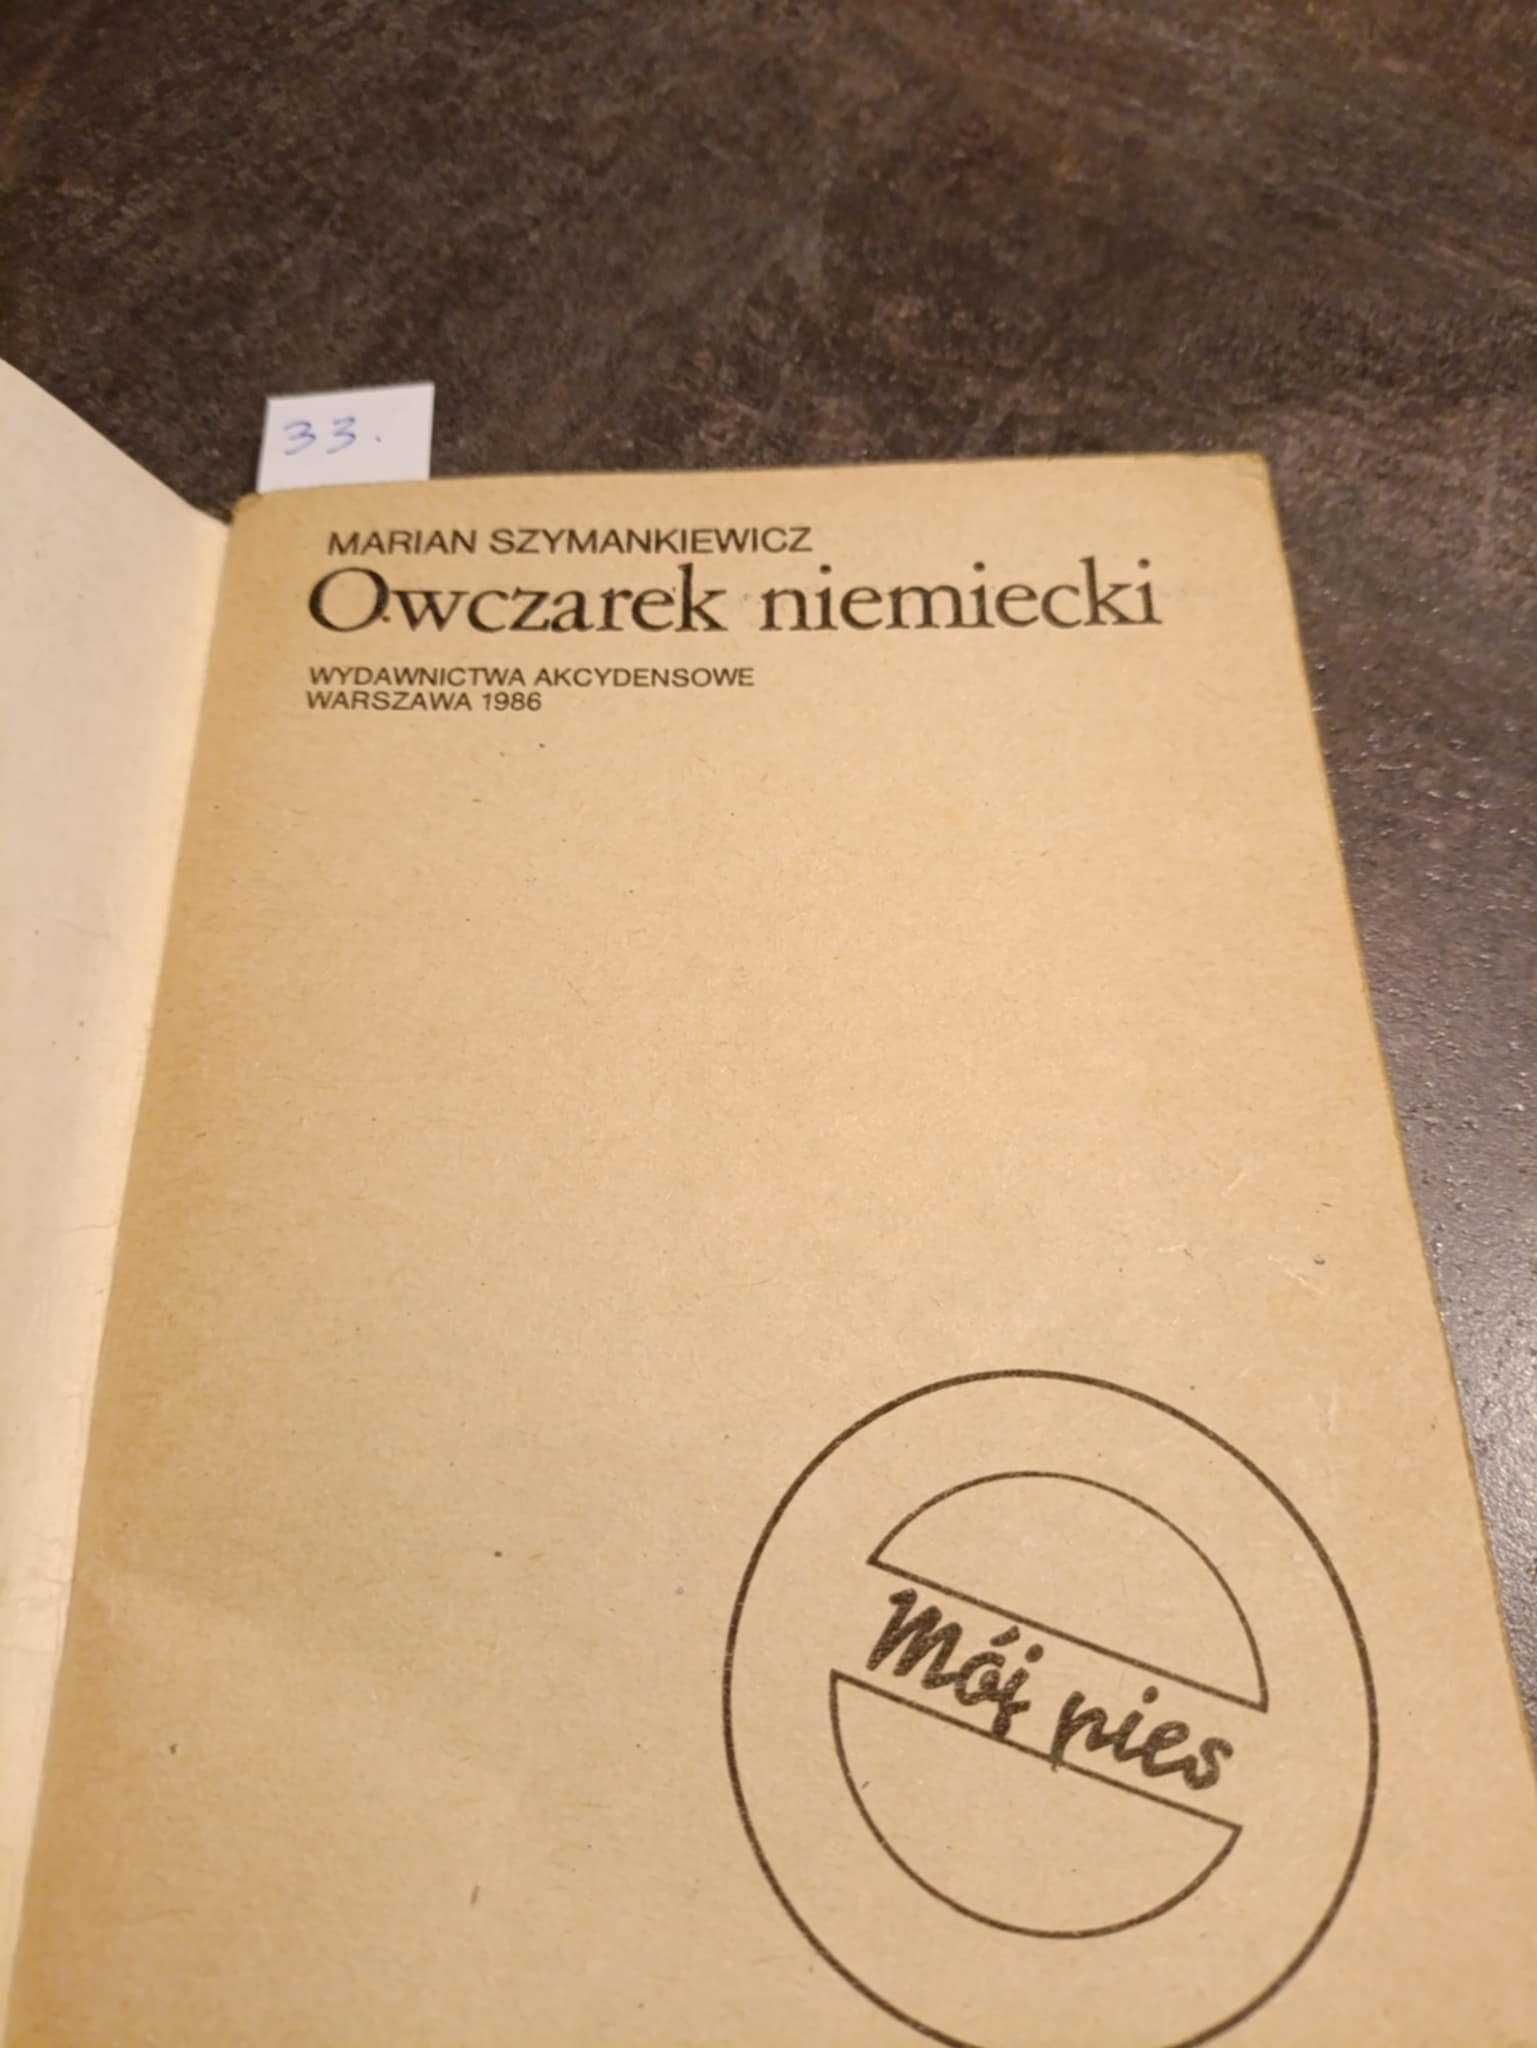 33.
MARIAN SZYMANKIEWICZ
Owczarek niemiecki
WYDAWNICTWA AKCYDENSOWE
WARSZAWA 1986
Mój pies